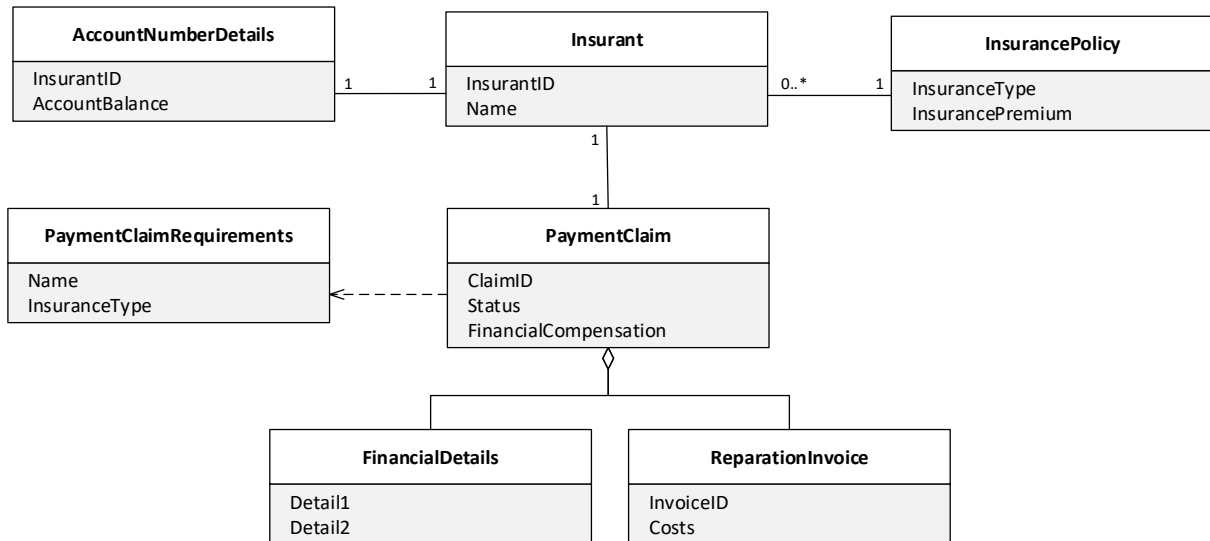 AccountNumberDetails
InsurantID
AccountBalance
1
1
Insurant
InsurantID
Name
0..*
1
InsurancePolicy
InsuranceType
InsurancePremium
1
1
PaymentClaimRequirements
Name
InsuranceType
PaymentClaim
ClaimID
Status
FinancialCompensation
FinancialDetails
Detail1
Detail2
ReparationInvoice
InvoiceID
Costs